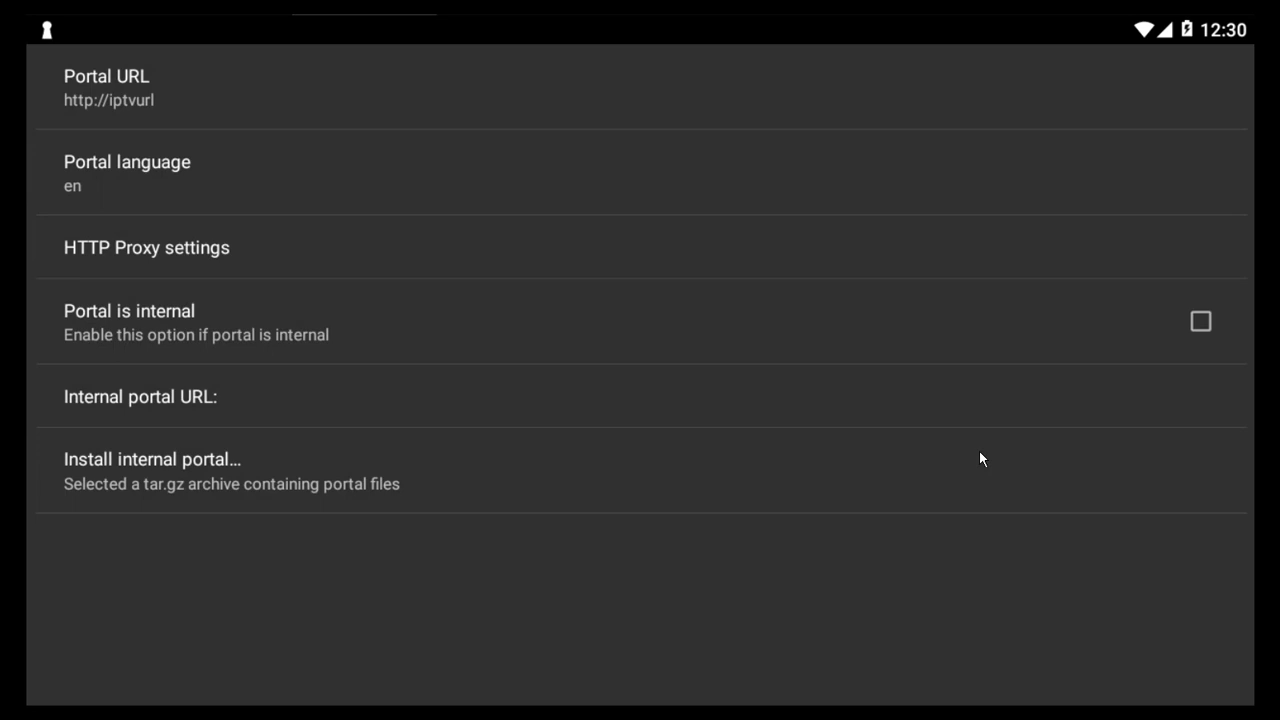 12:30
Portal URL
http://iptvurl
Portal language
en
HTTP Proxy settings
Portal is internal
Enable this option if portal is internal
Internal portal URL:
Install internal portal...
Selected a tar.gz archive containing portal files